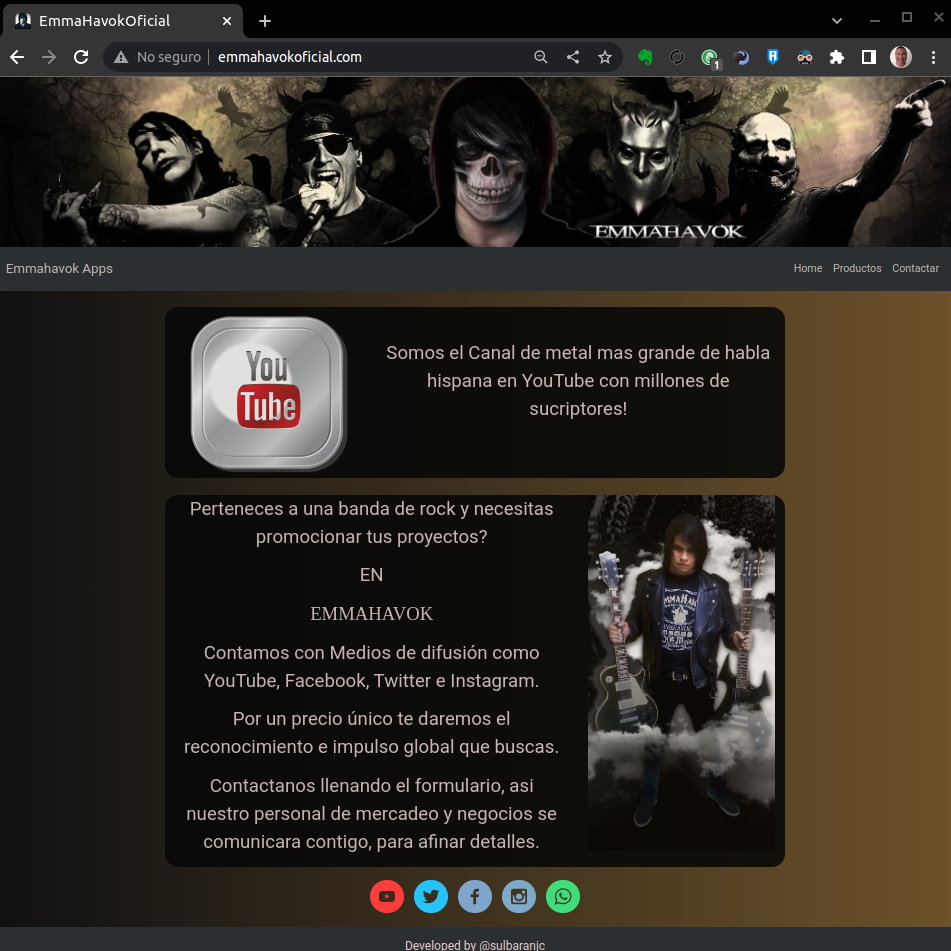 EmmaHavokOficial
No seguro
emmahavokoficial.com
1
EMMAHAVOK
Emmahavok Apps
Home
Productos
Contactar
You
Tube
Somos el Canal de metal mas grande de habla
hispana en YouTube con millones de
sucriptores!
Perteneces a una banda de rock y necesitas
promocionar tus proyectos?
EN
EMMAHAVOK
Contamos con Medios de difusión como
YouTube, Facebook, Twitter e Instagram.
Por un precio único te daremos el
reconocimiento e impulso global que buscas.
Contactanos llenando el formulario, asi
nuestro personal de mercadeo y negocios se
comunicara contigo, para afinar detalles.
Developed by @sulbaranjc